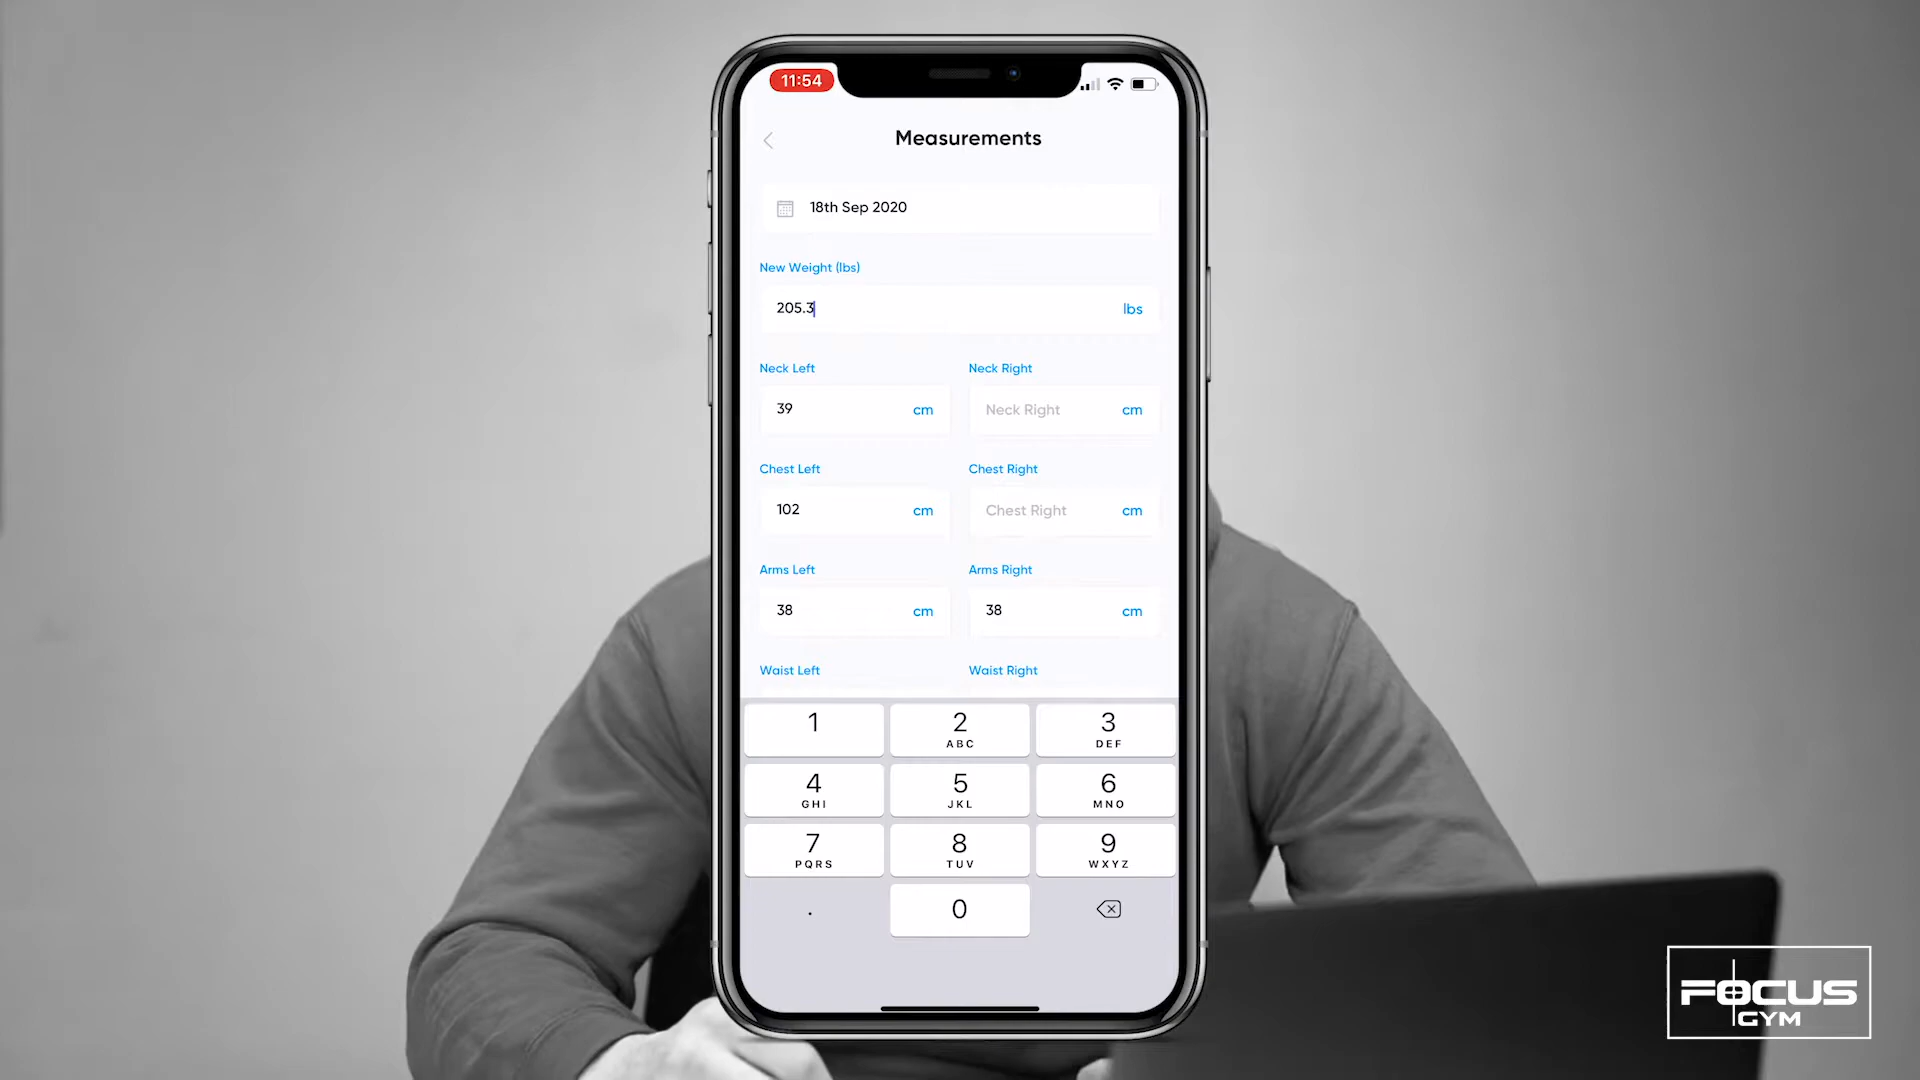 11:54
Measurements
18th Sep 2020
New Weight (lbs)
205.3 lbs
Neck Left Neck Right
39 cm Neck Right cm
Chest Left Chest Right
102 cm Chest Right cm
Arms Left Arms Right
38 cm 38 cm
Waist Left Waist Right
1 2 3
ABC DEF
4 5 6
GHI JKL MNO
7 8 9
PQRS TUV WXYZ
. 0
FOCUS
GYM